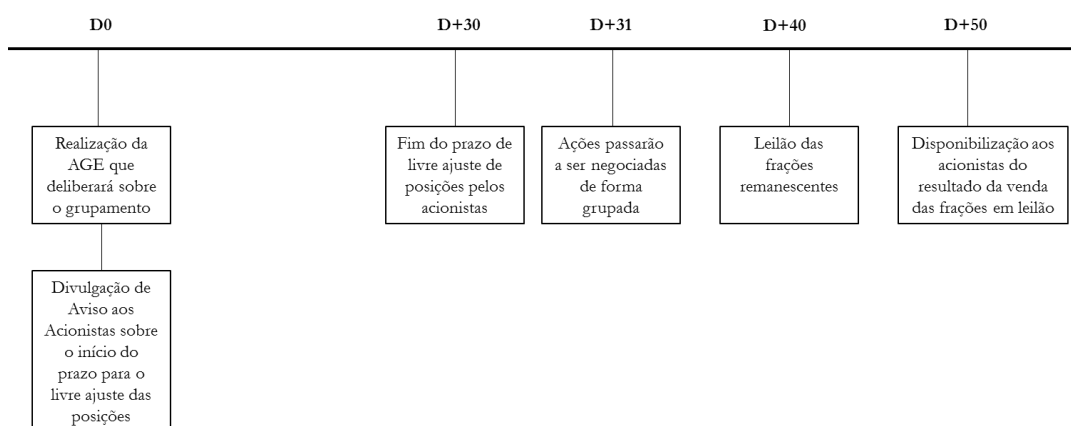 D0
D+30
D+31
D+40
D+50
Realização da
AGE que
deliberará sobre
o grupamento
Fim do prazo de
livre ajuste de
posições pelos
acionistas
Ações passarão
a ser negociadas
de forma
grupada
Leilão das
frações
remanescentes
Disponibilização aos
acionistas do
resultado da venda
das frações em leilão
Divulgação de
Aviso aos
Acionistas sobre
o início do
prazo para o
livre ajuste das
posições